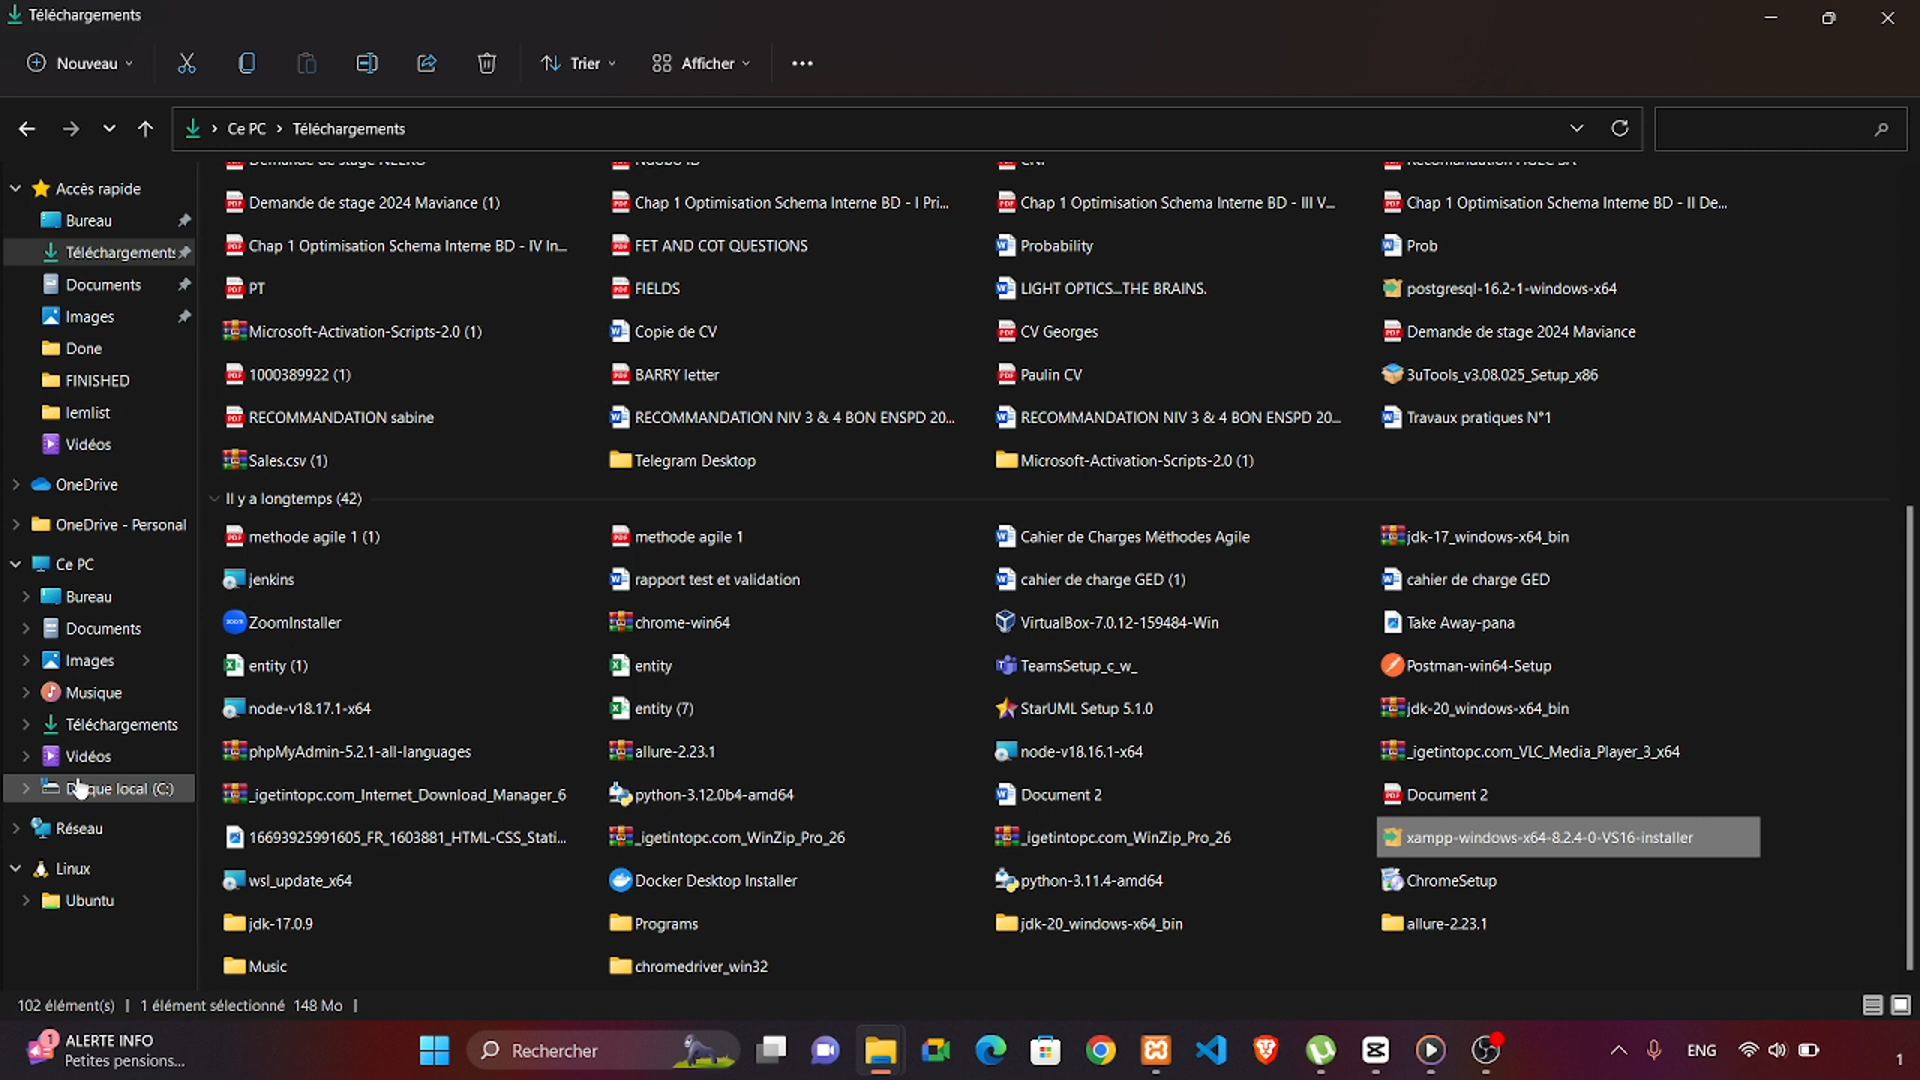 Téléchargements
Nouveau
Trier
Afficher
Ce PC
Téléchargements
Accès rapide
Bureau
Téléchargements
Documents
Images
Done
FINISHED
lemlist
Vidéos
OneDrive
OneDrive - Personal
Ce PC
Bureau
Documents
Images
Musique
Téléchargements
Vidéos
local (C:)
Réseau
Linux
Ubuntu
Demande de stage 2024 Maviance (1)
Chap 1 Optimisation Schema Interne BD - I Pri...
Chap 1 Optimisation Schema Interne BD - III V...
Chap 1 Optimisation Schema Interne BD - II De...
Chap 1 Optimisation Schema Interne BD - IV In...
FET AND COT QUESTIONS
Probability
Prob
PT
FIELDS
LIGHT OPTICS...THE BRAINS.
postgresql-16.2-1-windows-x64
Microsoft-Activation-Scripts-2.0 (1)
Copie de CV
CV Georges
Demande de stage 2024 Maviance
1000389922 (1)
BARRY letter
Paulin CV
3uTools_v3.08.025_Setup_x86
RECOMMANDATION sabine
RECOMMANDATION NIV 3 & 4 BON ENSPD 20...
RECOMMANDATION NIV 3 & 4 BON ENSPD 20...
Travaux pratiques N°1
Sales.csv (1)
Telegram Desktop
Microsoft-Activation-Scripts-2.0 (1)
Il y a longtemps (42)
methode agile 1 (1)
methode agile 1
Cahier de Charges Méthodes Agile
jdk-17_windows-x64_bin
jenkins
rapport test et validation
cahier de charge GED (1)
cahier de charge GED
ZoomInstaller
chrome-win64
VirtualBox-7.0.12-159484-Win
Take Away-pana
entity (1)
entity
TeamsSetup_c_w_
Postman-win64-Setup
node-v18.17.1-x64
entity (7)
StarUML Setup 5.1.0
jdk-20_windows-x64_bin
phpMyAdmin-5.2.1-all-languages
allure-2.23.1
node-v18.16.1-x64
_igetintopc.com_VLC_Media_Player_3_x64
_igetintopc.com_Internet_Download_Manager_6
python-3.12.0b4-amd64
Document 2
Document 2
16693925991605_FR_1603881_HTML-CSS_Stati...
_igetintopc.com_WinZip_Pro_26
_igetintopc.com_WinZip_Pro_26
xampp-windows-x64-8.2.4-0-VS16-installer
wsl_update_x64
Docker Desktop Installer
python-3.11.4-amd64
ChromeSetup
jdk-17.0.9
Programs
jdk-20_windows-x64_bin
allure-2.23.1
Music
chromedriver_win32
102 élément(s)
1 élément sélectionné 148 Mo
1
ALERTE INFO
Petites pensions...
Rechercher
ENG
1